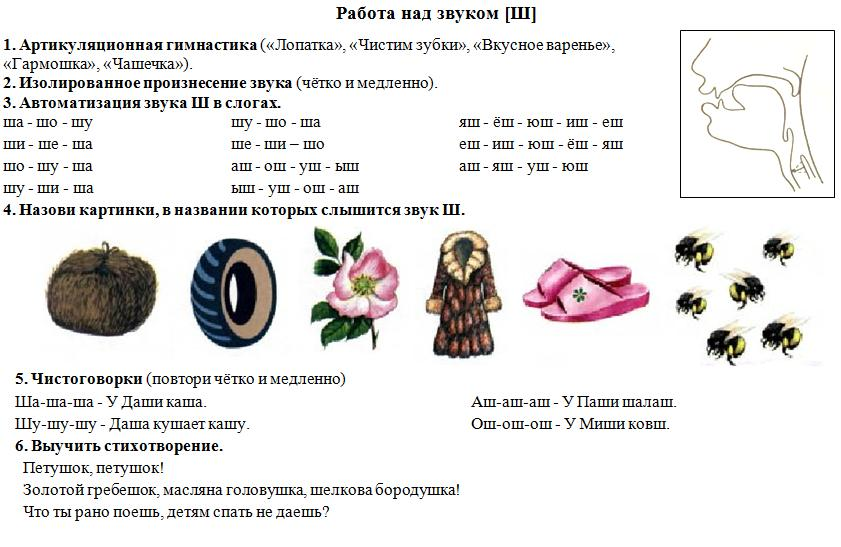 Работа над звуком [Ш]
1. Артикуляционная гимнастика («Лопатка», «Чистим зубки», «Вкусное варенье»,
«Гармошка», «Чашечка»).
2. Изолированное произнесение звука (чётко и медленно).
3. Автоматизация звука Ш в слогах.
ша - шо - шу шу - шо - ша яш - ёш - юш - иш - еш
ши - ше - ша ше - ши – шо еш - иш - юш - ёш - яш
шо - шу - ша аш - ош - уш - ыш аш - яш - уш - юш
шу - ши - ша ыш - уш - ош - аш
4. Назови картинки, в названии которых слышится звук Ш.
5. Чистоговорки (повтори чётко и медленно)
Ша-ша-ша - У Даши каша. Аш-аш-аш - У Паши шалаш.
Шу-шу-шу - Даша кушает кашу. Ош-ош-ош - У Миши ковш.
6. Выучить стихотворение.
Петушок, петушок!
Золотой гребешок, масляна головушка, шелкова бородушка!
Что ты рано поешь, детям спать не даешь?